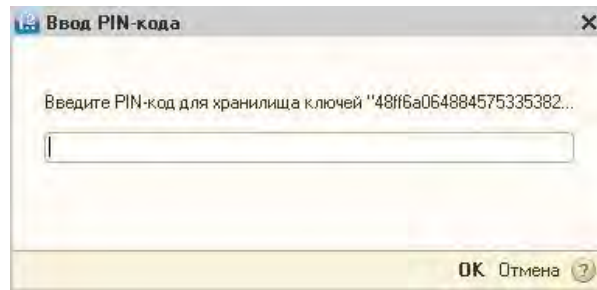 Ввод PIN-кода
Введите PIN-код для хранилища ключей "48ff6a064884575335382...
OK Отмена ?